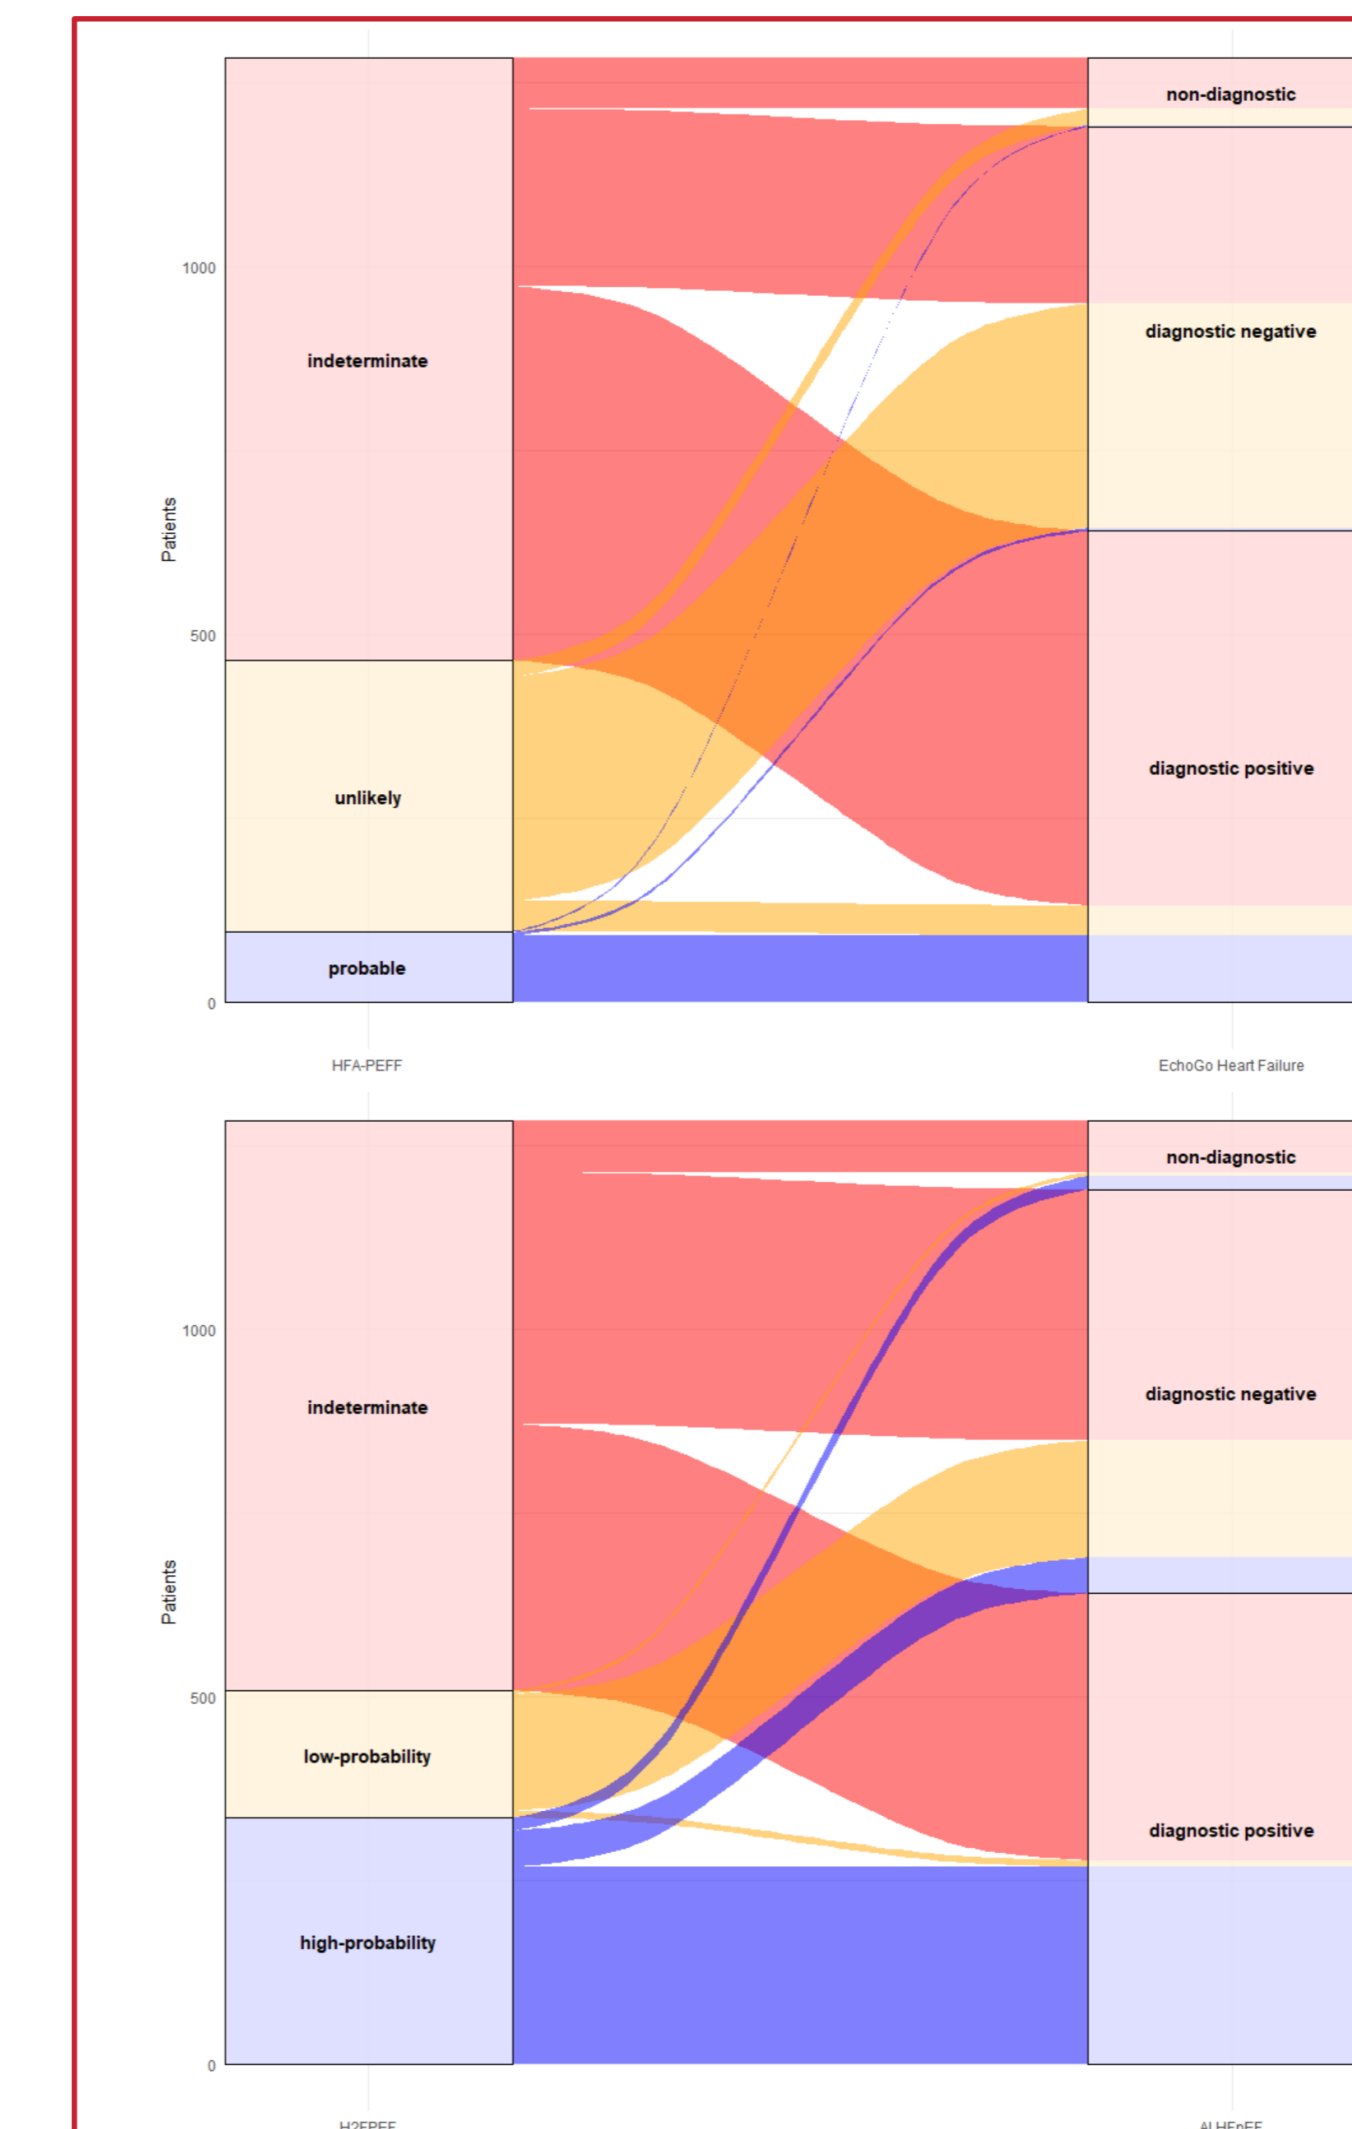 non-diagnostic
1000
diagnostic negative
indeterminate
Patients
500
diagnostic positive
unlikely
probable
0
HFA-PEFF
EchoGo Heart Failure
non-diagnostic
1000
diagnostic negative
indeterminate
Patients
500
low-probability
diagnostic positive
high-probability
0
H2FPEF